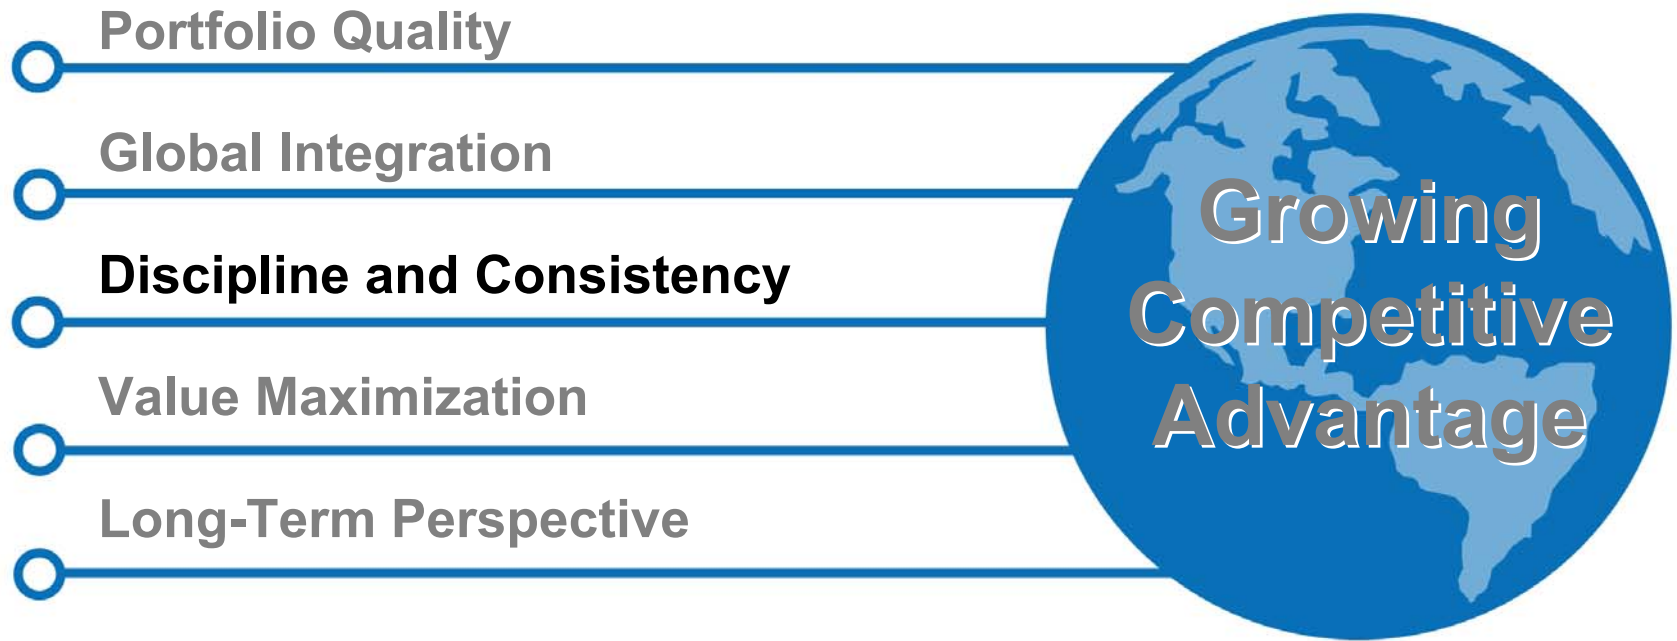 Portfolio Quality
Global Integration
Discipline and Consistency
Value Maximization
Long-Term Perspective
Growing
Competitive
Advantage